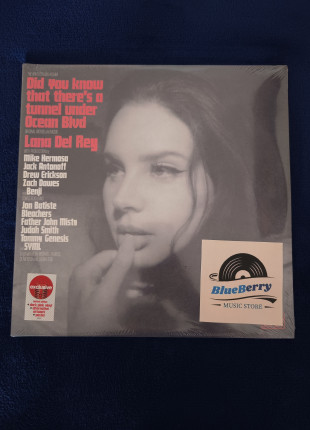 Did you know
that there's a
tunnel under
Ocean Blvd
Lana Del Rey
Mike Hermosa
Jack Antonoff
Drew Erickson
Zach Dawes
Benji
Jon Batiste
Bleachers
Father John Misty
Judah Smith
Tommy Genesis
SYML
exclusive
BlueBerry
MUSIC STORE